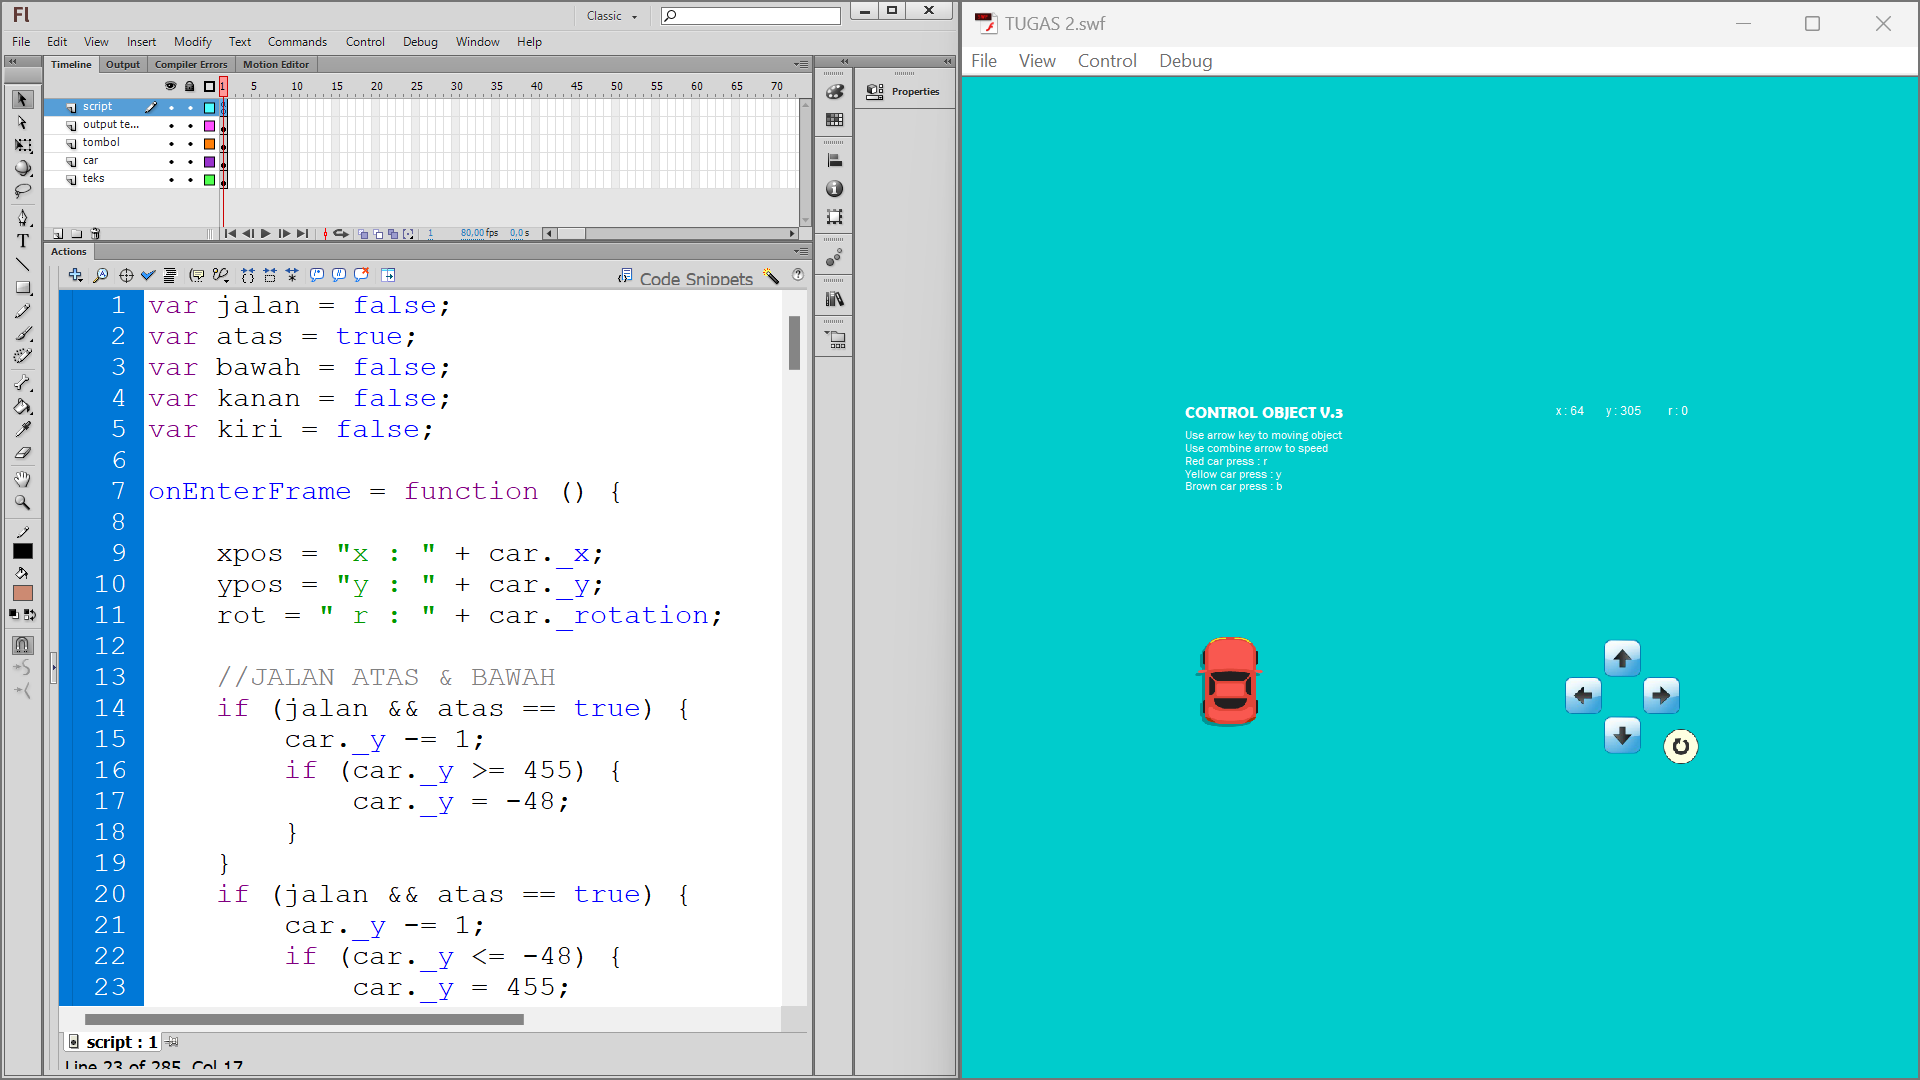 Fl
Classic
File Edit View Insert Modify Text Commands Control Debug Window Help
Timeline Output Compiler Errors Motion Editor
1 5 10 15 20 25 30 35 40 45 50 55 60 65 70
script
output te...
tombol
car
teks
1 80,00 fps 0,0 s
Actions
Code Snippets
1 var jalan = false;
2 var atas = true;
3 var bawah = false;
4 var kanan = false;
5 var kiri = false;
6
7 onEnterFrame = function () {
8
9 xpos = "x : " + car._x;
10 ypos = "y : " + car._y;
11 rot = " r : " + car._rotation;
12
13 //JALAN ATAS & BAWAH
14 if (jalan && atas == true) {
15 car._y -= 1;
16 if (car._y >= 455) {
17 car._y = -48;
18 }
19 }
20 if (jalan && atas == true) {
21 car._y -= 1;
22 if (car._y <= -48) {
23 car._y = 455;
script : 1
Line 23 of 285, Col 17
Properties
TUGAS 2.swf
File View Control Debug
CONTROL OBJECT V.3
Use arrow key to moving object
Use combine arrow to speed
Red car press : r
Yellow car press : y
Brown car press : b
x : 64 y : 305 r : 0